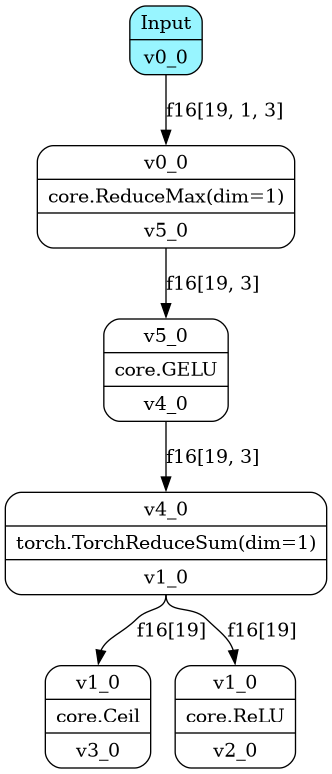 Input
v0_0
f16[19, 1, 3]
v0_0
core.ReduceMax(dim=1)
v5_0
f16[19, 3]
v5_0
core.GELU
v4_0
f16[19, 3]
v4_0
torch.TorchReduceSum(dim=1)
v1_0
f16[19]
f16[19]
v1_0
core.Ceil
v3_0
v1_0
core.ReLU
v2_0